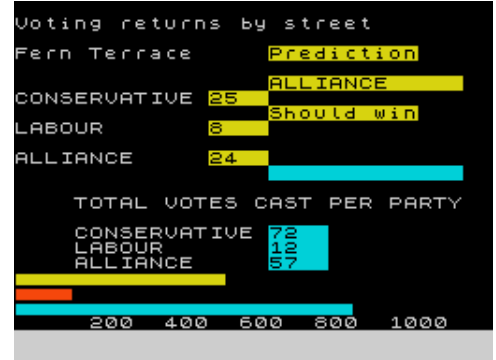 Voting returns by street
Fern Terrace Prediction
ALLIANCE
CONSERVATIVE 25
Should win
LABOUR 8
ALLIANCE 24
TOTAL VOTES CAST PER PARTY
CONSERVATIVE 72
LABOUR 12
ALLIANCE 57
200 400 600 800 1000